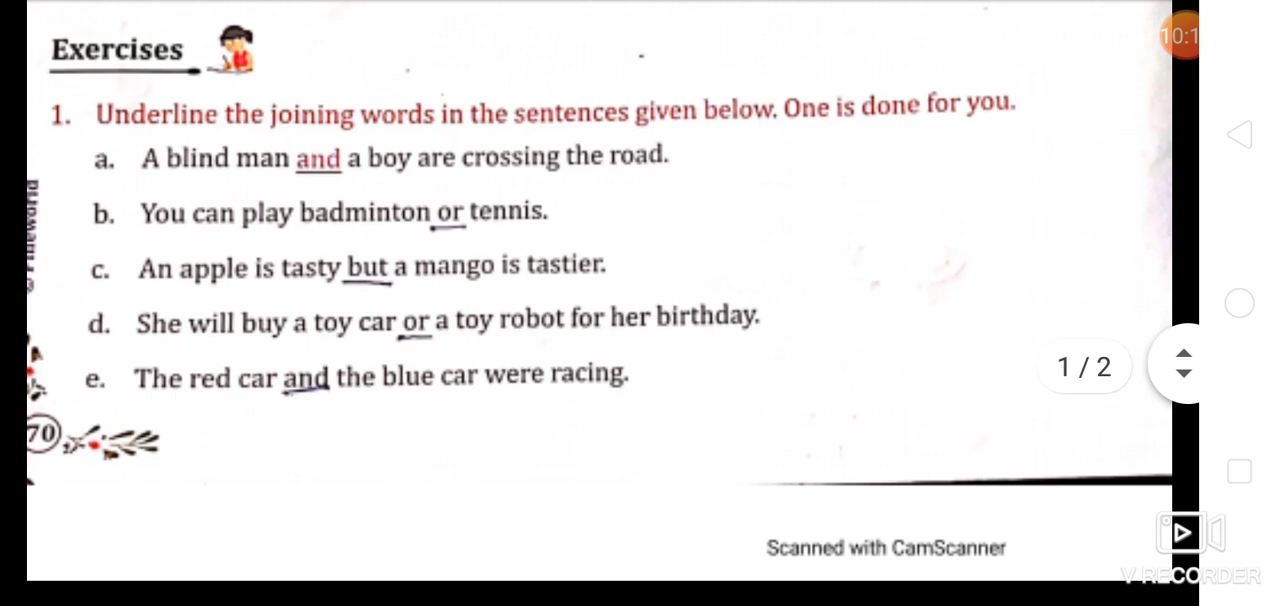 10:1
Exercises
1. Underline the joining words in the sentences given below. One is done for you.
a. A blind man and a boy are crossing the road.
b. You can play badminton or tennis.
c. An apple is tasty but a mango is tastier.
d. She will buy a toy car or a toy robot for her birthday.
e. The red car and the blue car were racing.
1 / 2
70
Scanned with CamScanner
V RECORDER